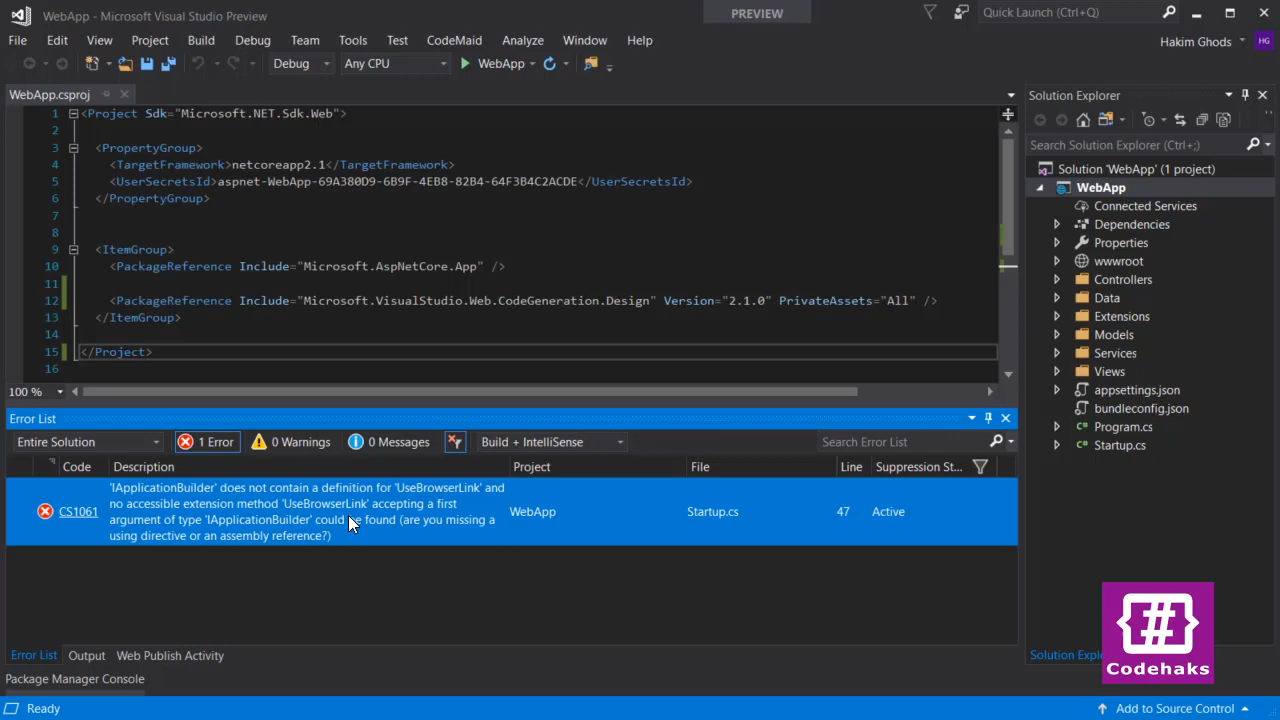 WebApp - Microsoft Visual Studio Preview
PREVIEW
Quick Launch (Ctrl+Q)
File Edit View Project Build Debug Team Tools Test CodeMaid Analyze Window Help
Hakim Ghods HG
Debug Any CPU WebApp
WebApp.csproj
1 <Project Sdk="Microsoft.NET.Sdk.Web">
2
3 <PropertyGroup>
4 <TargetFramework>netcoreapp2.1</TargetFramework>
5 <UserSecretsId>aspnet-WebApp-69A380D9-6B9F-4EB8-82B4-64F3B4C2ACDE</UserSecretsId>
6 </PropertyGroup>
7
8
9 <ItemGroup>
10 <PackageReference Include="Microsoft.AspNetCore.App" />
11
12 <PackageReference Include="Microsoft.VisualStudio.Web.CodeGeneration.Design" Version="2.1.0" PrivateAssets="All" />
13 </ItemGroup>
14
15 </Project>
16
100 %
Error List
Entire Solution 1 Error 0 Warnings 0 Messages Build + IntelliSense Search Error List
Code Description Project File Line Suppression St...
CS1061 'IApplicationBuilder' does not contain a definition for 'UseBrowserLink' and
no accessible extension method 'UseBrowserLink' accepting a first
argument of type 'IApplicationBuilder' could be found (are you missing a
using directive or an assembly reference?)
WebApp Startup.cs 47 Active
Error List Output Web Publish Activity
Package Manager Console
Ready
Solution Explorer
Search Solution Explorer (Ctrl+;)
Solution 'WebApp' (1 project)
WebApp
Connected Services
Dependencies
Properties
wwwroot
Controllers
Data
Extensions
Models
Services
Views
appsettings.json
bundleconfig.json
Program.cs
Startup.cs
Solution Explo
{#}
Codehaks
Add to Source Control